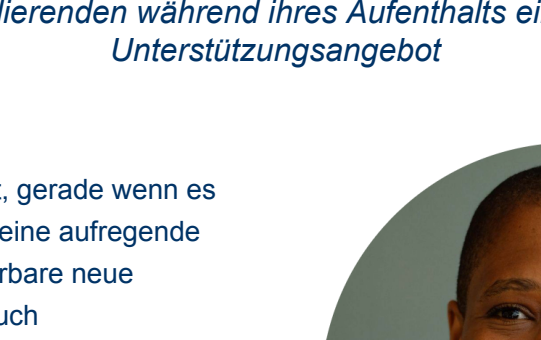 lierenden während ihres Aufenthalts ei
Unterstützungsangebot
, gerade wenn es
eine aufregende
rbare neue
uch